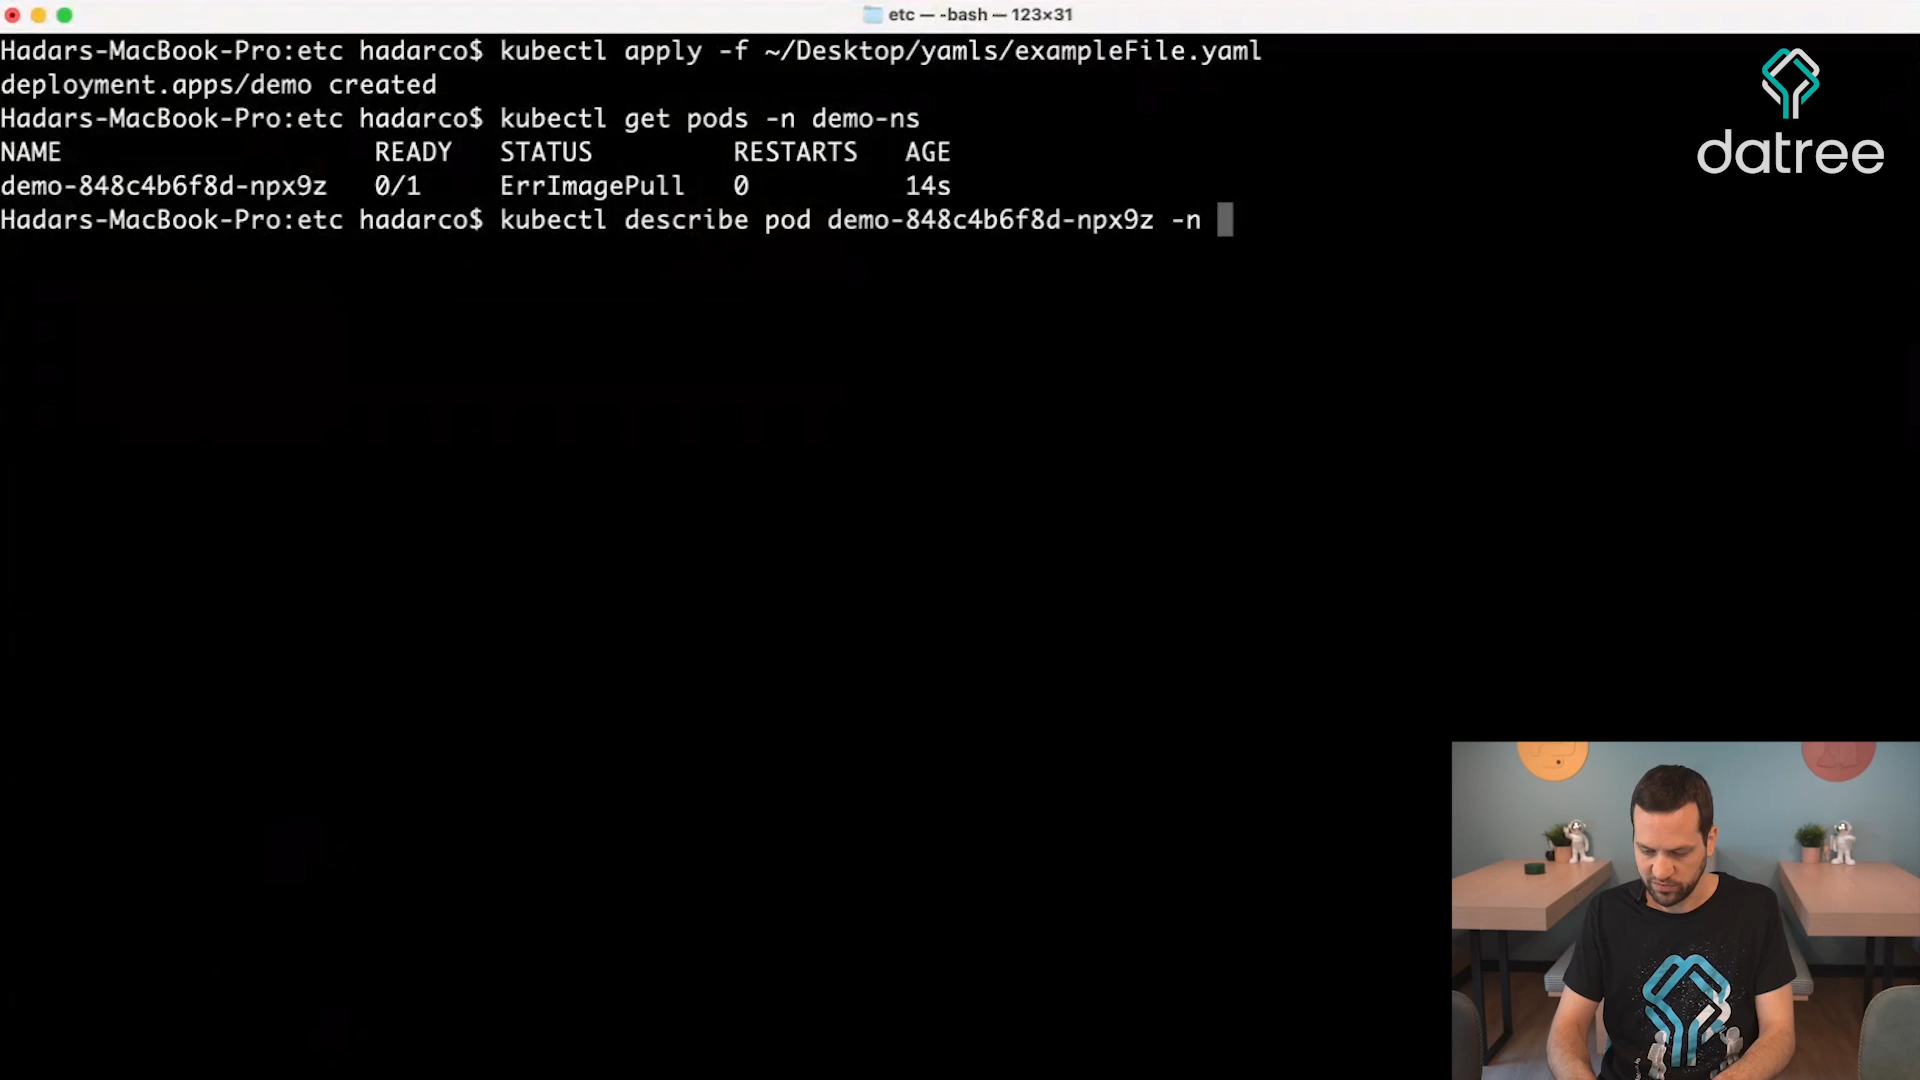 etc — -bash — 123×31
Hadars-MacBook-Pro:etc hadarco$ kubectl apply -f ~/Desktop/yamls/exampleFile.yaml
deployment.apps/demo created
Hadars-MacBook-Pro:etc hadarco$ kubectl get pods -n demo-ns
NAME READY STATUS RESTARTS AGE
demo-848c4b6f8d-npx9z 0/1 ErrImagePull 0 14s
Hadars-MacBook-Pro:etc hadarco$ kubectl describe pod demo-848c4b6f8d-npx9z -n
datree